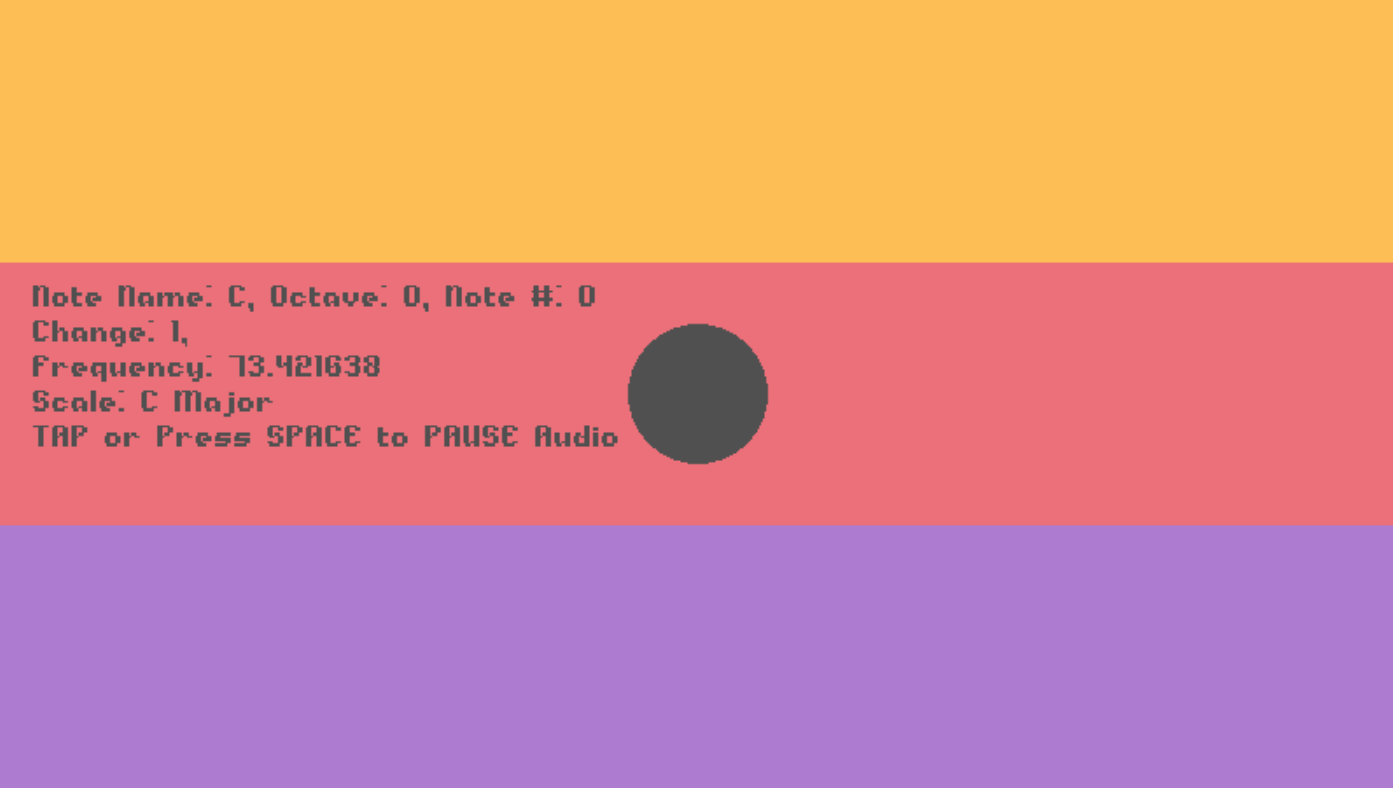 Note Name: C, Octave: 0, Note #: 0
Change: 1,
Frequency: 73.421638
Scale: C Major
TAP or Press SPACE to PAUSE Audio